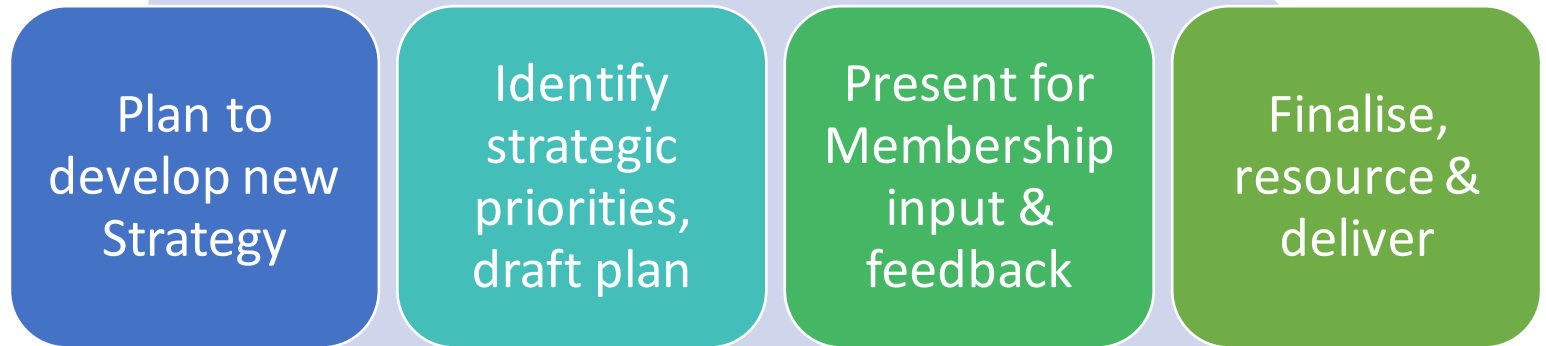 Plan to
develop new
Strategy
Identify
strategic
priorities,
draft plan
Present for
Membership
input &
feedback
Finalise,
resource &
deliver